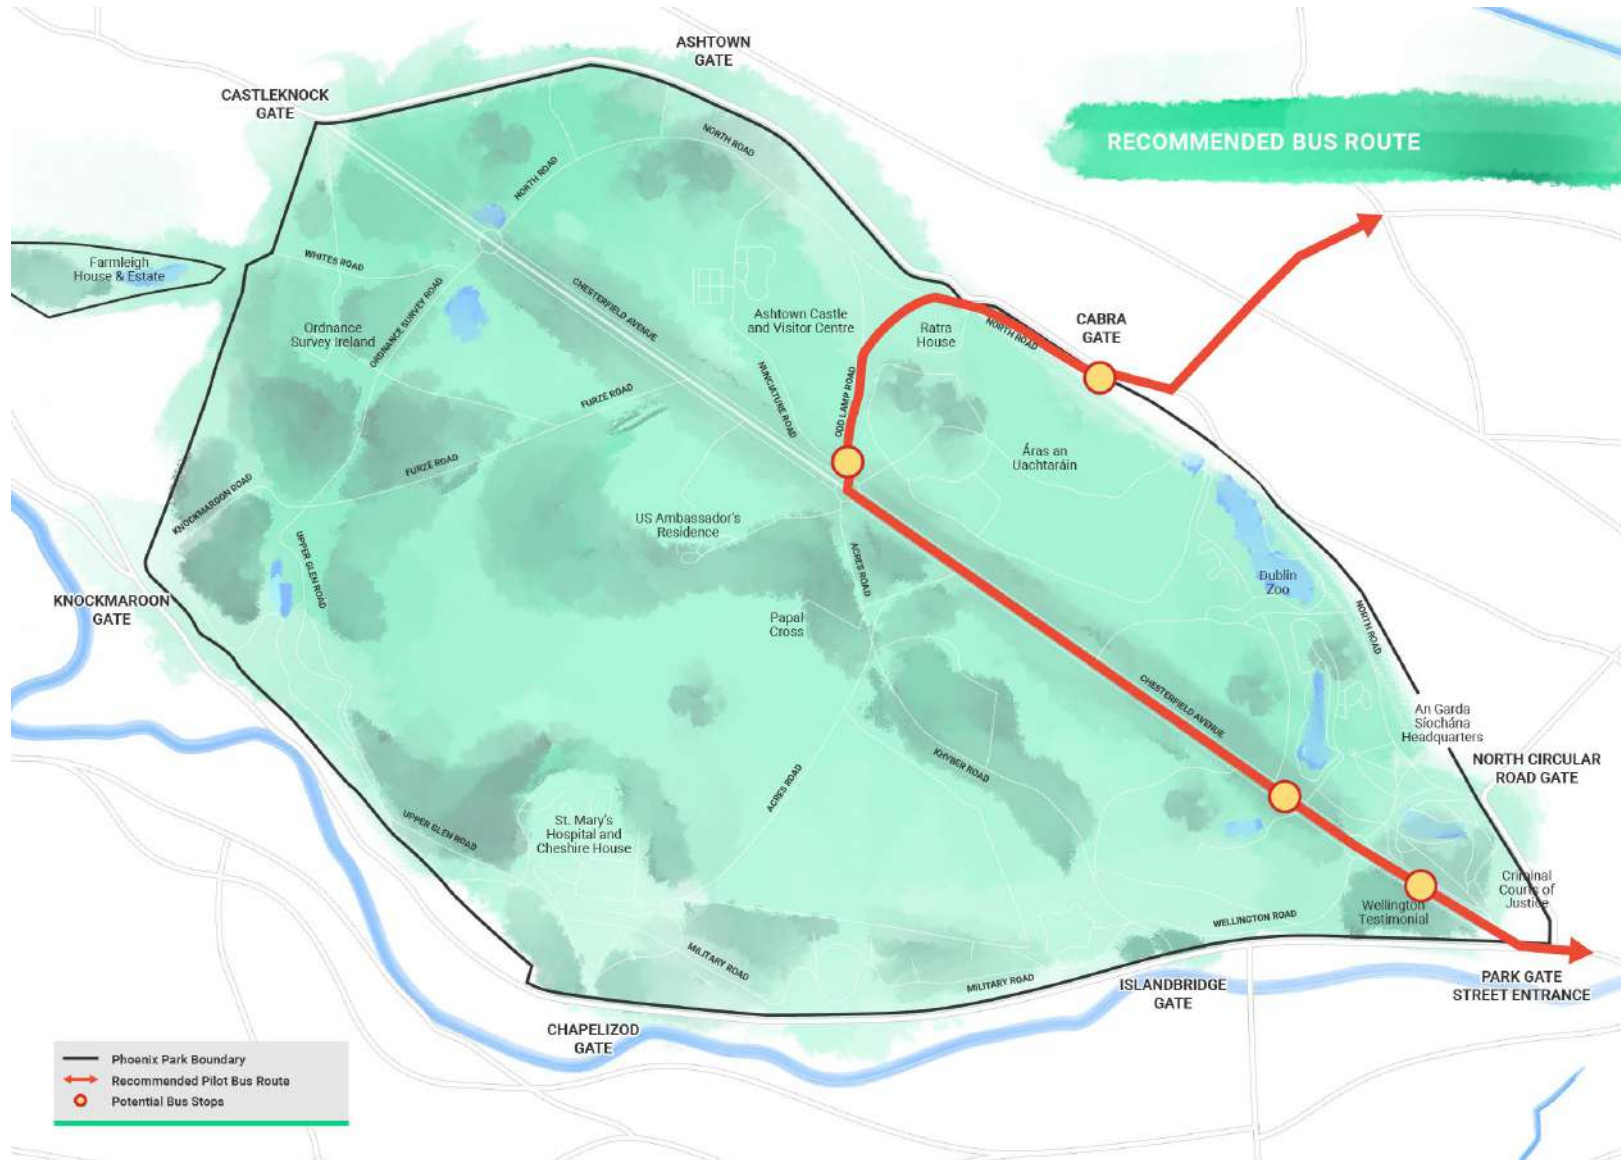 ASHTOWN
GATE
CASTLEKNOCK
GATE
RECOMMENDED BUS ROUTE
NORTH ROAD
NORTH ROAD
Farmleigh
House & Estate
WHITES ROAD
ORDNANCE SURVEY ROAD
Ordnance
Survey Ireland
CHESTERFIELD AVENUE
Ashtown Castle
and Visitor Centre
Ratra
House
NORTH ROAD
CABRA
GATE
NUNCIATURE ROAD
ODD LAMP ROAD
FURZE ROAD
FURZE ROAD
Áras an
Uachtaráin
KNOCKMAROON ROAD
US Ambassador's
Residence
UPPER GLEN ROAD
ACRES ROAD
Dublin
Zoo
KNOCKMAROON
GATE
Papal
Cross
NORTH ROAD
CHESTERFIELD AVENUE
An Garda
Síochána
Headquarters
NORTH CIRCULAR
ROAD GATE
KHYBER ROAD
ACRES ROAD
UPPER GLEN ROAD
St. Mary's
Hospital and
Cheshire House
Criminal
Courts of
Justice
Wellington
Testimonial
WELLINGTON ROAD
MILITARY ROAD
MILITARY ROAD
ISLANDBRIDGE
GATE
PARK GATE
STREET ENTRANCE
CHAPELIZOD
GATE
Phoenix Park Boundary
Recommended Pilot Bus Route
Potential Bus Stops